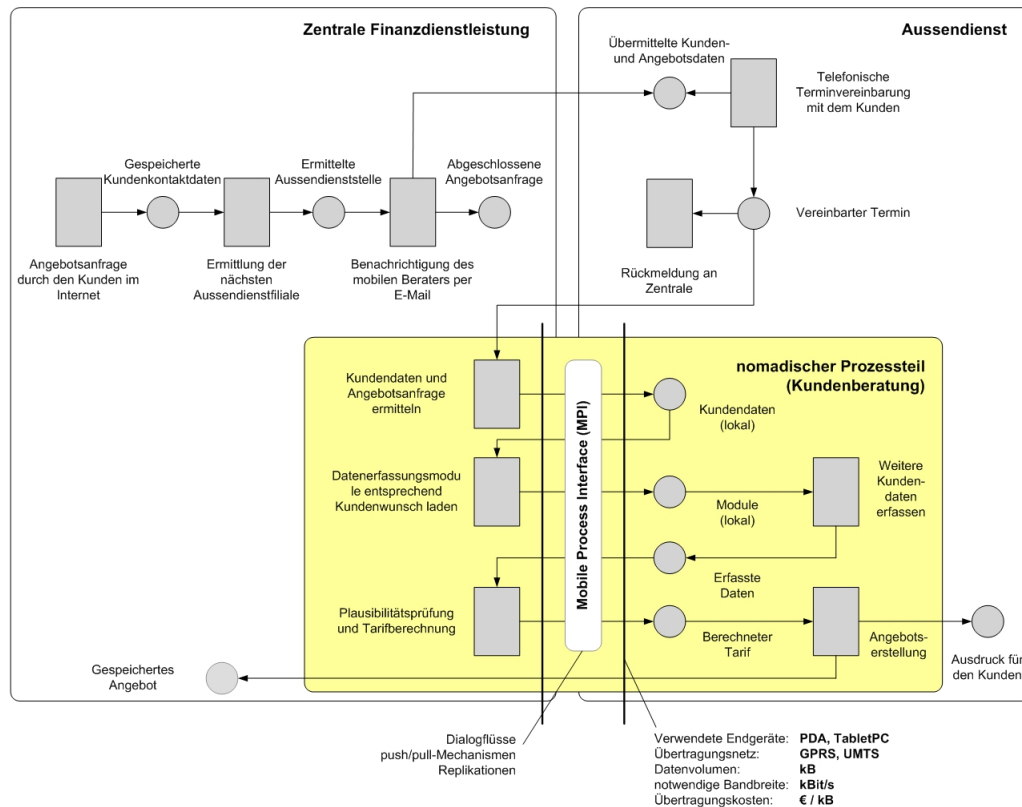 Zentrale Finanzdienstleistung
Aussendienst
Übermittelte Kunden-
und Angebotsdaten
Telefonische
Terminvereinbarung
mit dem Kunden
Gespeicherte
Kundenkontaktdaten
Ermittelte
Aussendienststelle
Abgeschlossene
Angebotsanfrage
Vereinbarter Termin
Angebotsanfrage
durch den Kunden im
Internet
Ermittlung der
nächsten
Aussendienstfiliale
Benachrichtigung des
mobilen Beraters per
E-Mail
Rückmeldung an
Zentrale
nomadischer Prozessteil
(Kundenberatung)
Kundendaten und
Angebotsanfrage
ermitteln
Mobile Process Interface (MPI)
Kundendaten
(lokal)
Datenerfassungsmodu
le entsprechend
Kundenwunsch laden
Module
(lokal)
Weitere
Kunden-
daten
erfassen
Erfasste
Daten
Plausibilitätsprüfung
und Tarifberechnung
Berechneter
Tarif
Angebots-
erstellung
Ausdruck für
den Kunden
Gespeichertes
Angebot
Dialogflüsse
push/pull-Mechanismen
Replikationen
Verwendete Endgeräte: PDA, TabletPC
Übertragungsnetz: GPRS, UMTS
Datenvolumen: kB
notwendige Bandbreite: kBit/s
Übertragungskosten: € / kB